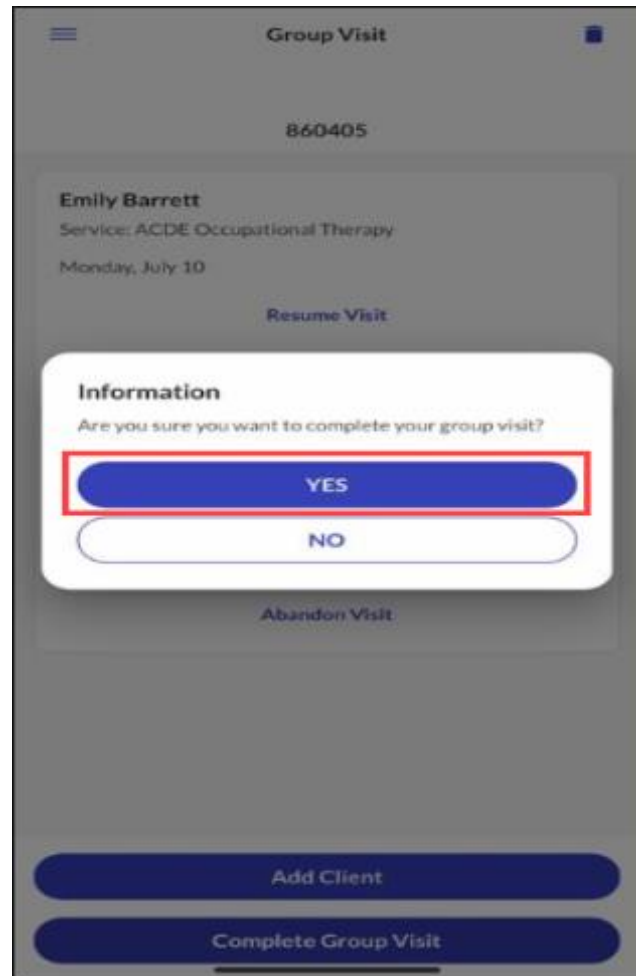 Group Visit
860405
Emily Barrett
Service: ACDE Occupational Therapy
Monday, July 10
Resume Visit
Information
Are you sure you want to complete your group visit?
YES
NO
Abandon Visit
Add Client
Complete Group Visit